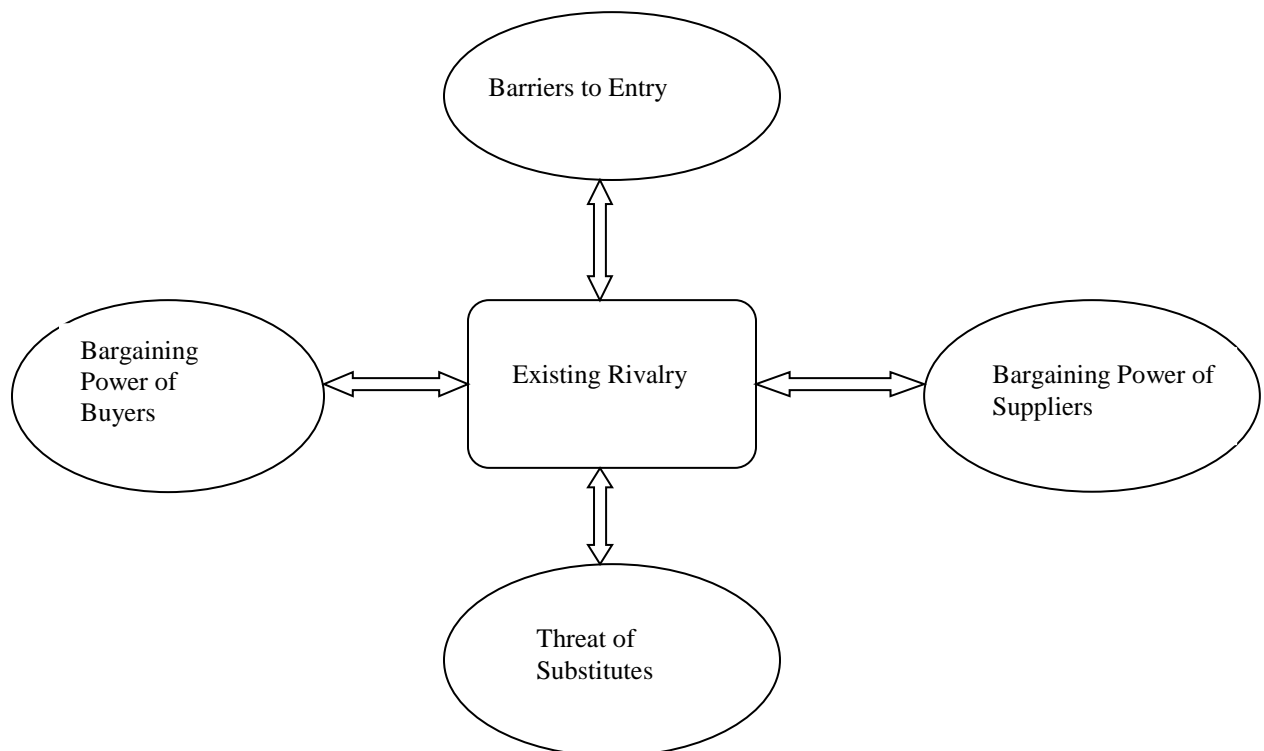 Barriers to Entry
Bargaining
Power of
Buyers
Existing Rivalry
Bargaining Power of
Suppliers
Threat of
Substitutes